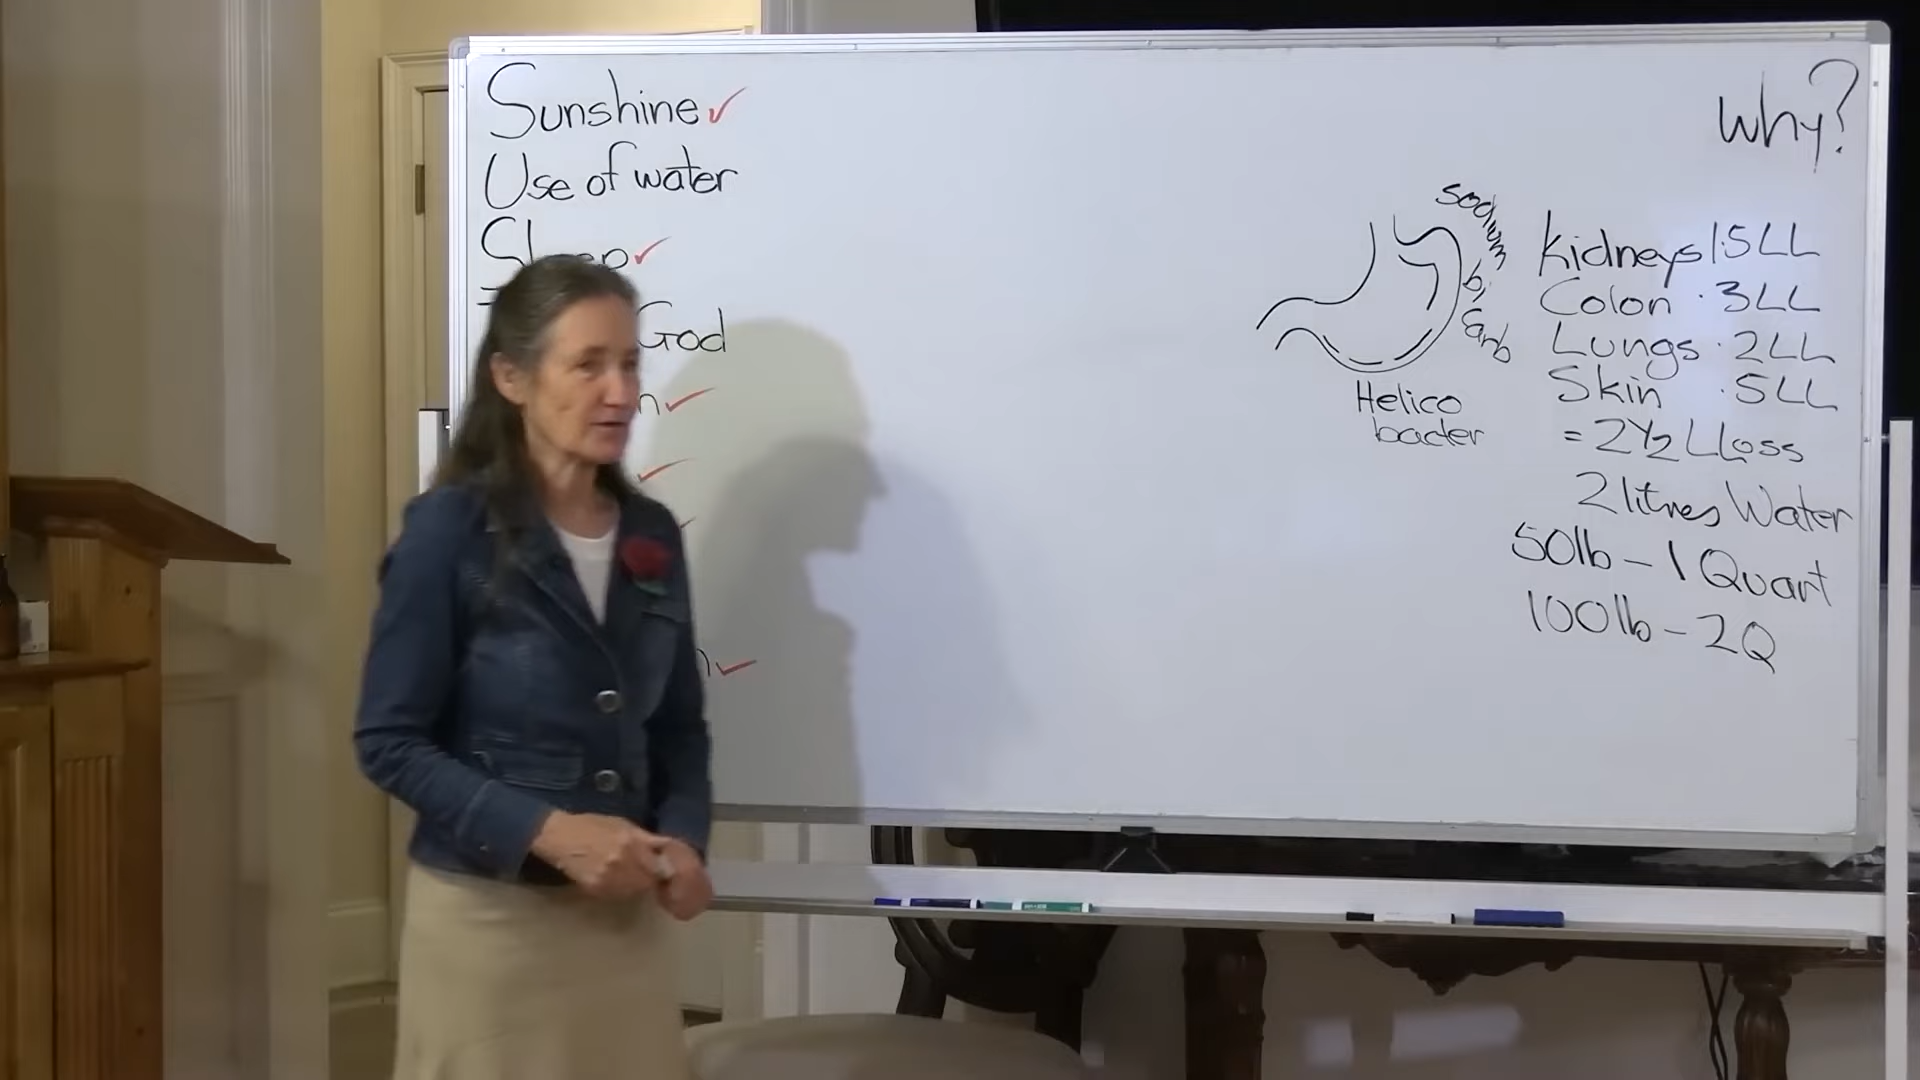 Sunshine✓
Use of water
Sleep✓
God
Why?
Sodium
bi
Carb
Helico
bacter
Kidneys 1.5LL
Colon .3LL
Lungs .2LL
Skin .5LL
= 2½ L Loss
2 litres Water
50lb – 1 Quart
100lb – 2Q